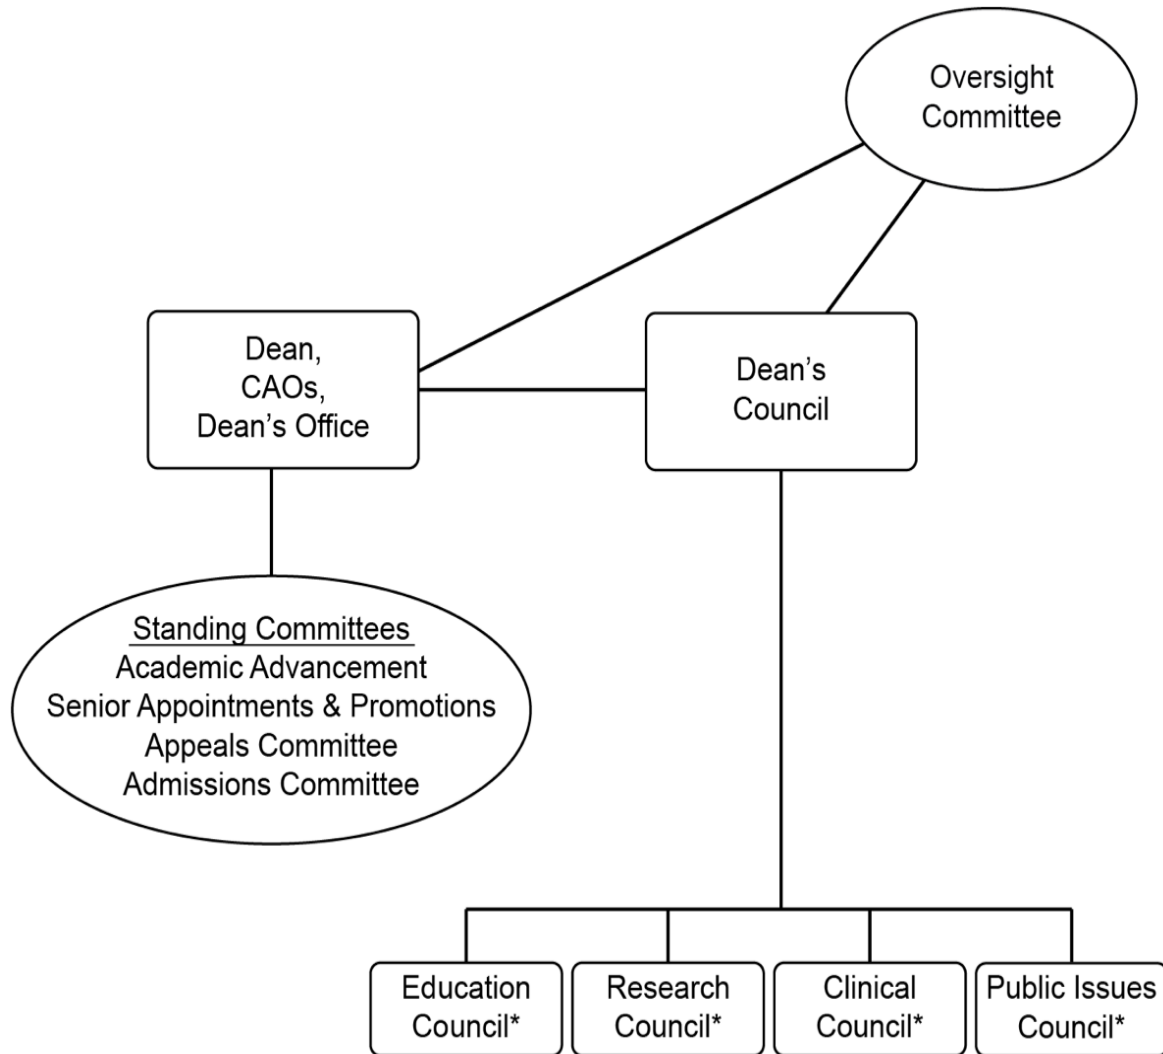 Oversight
Committee
Dean,
CAOs,
Dean's Office
Dean's
Council
Standing Committees
Academic Advancement
Senior Appointments & Promotions
Appeals Committee
Admissions Committee
Education
Council*
Research
Council*
Clinical
Council*
Public Issues
Council*